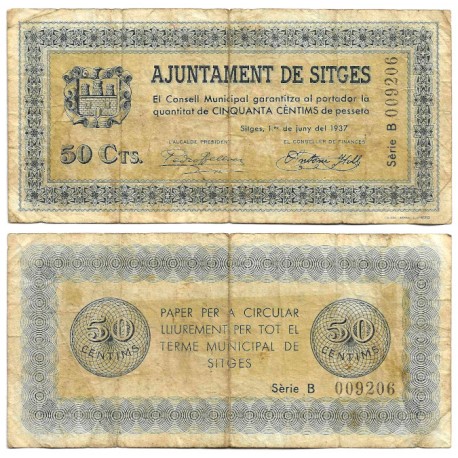 AJUNTAMENT DE SITGES
El Consell Municipal garantitza al portador la
quantitat de CINQUANTA CÈNTIMS de pesseta
Sitges, 1.er de juny del 1937
L'ALCALDE PRESIDENT
EL CONSELLER DE FINANCES
50 CTS.
Sèrie B 009206
50
CÈNTIMS
PAPER PER A CIRCULAR
LLIUREMENT PER TOT EL
TERME MUNICIPAL DE
SITGES
50
CÈNTIMS
Sèrie B 009206